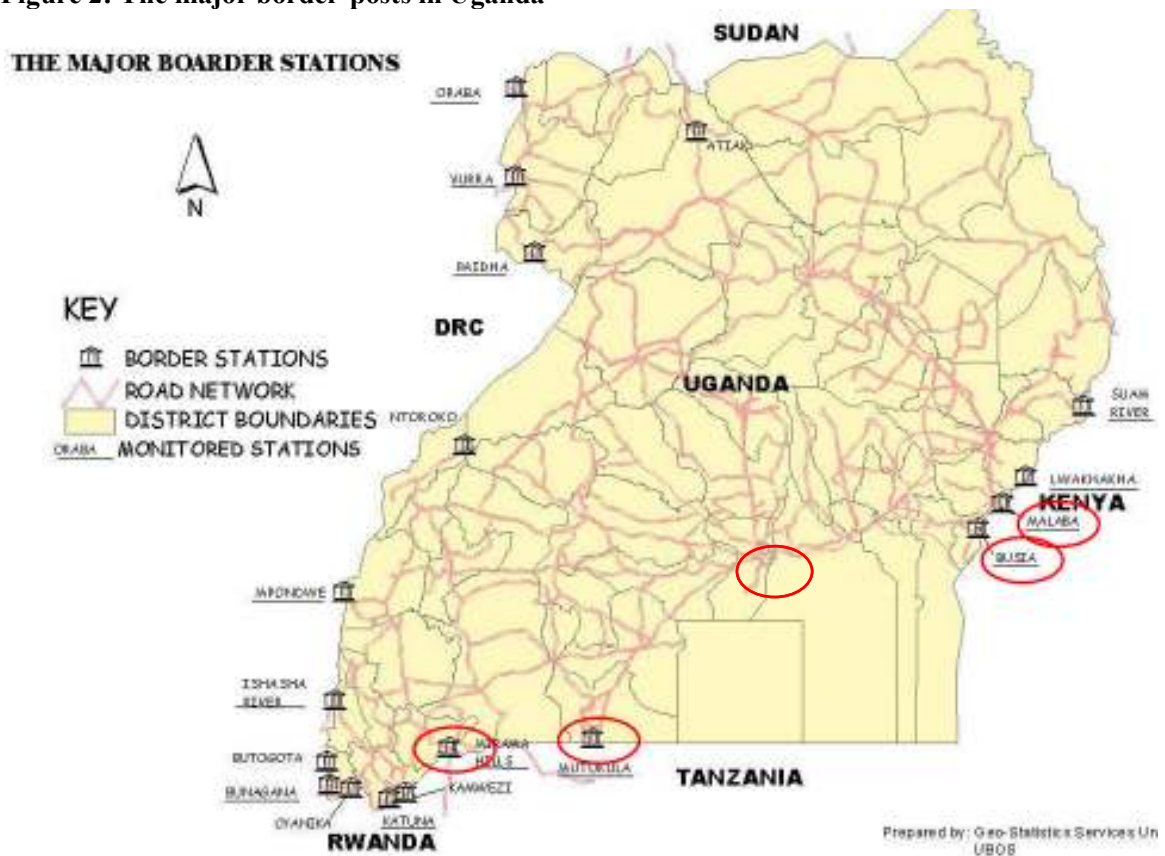 Figure 2: The major border posts in Uganda
THE MAJOR BOARDER STATIONS
SUDAN
ORABA
ATIAK
N
VURRA
PAIDHA
KEY
DRC
BORDER STATIONS
ROAD NETWORK
UGANDA
DISTRICT BOUNDARIES
NTOROKO
SUAM
RIVER
ORABA
MONITORED STATIONS
LWAKHAKHA
KENYA
MALABA
BUSIA
MPONDWE
ISHASHA
RIVER
MIRAMA
HILLS
BUTOGOTA
MUTUKULA
TANZANIA
BUNAGANA
KAMWEZI
CYANIKA
KATUNA
RWANDA
Prepared by: Geo-Statistics Services Un
UBOS